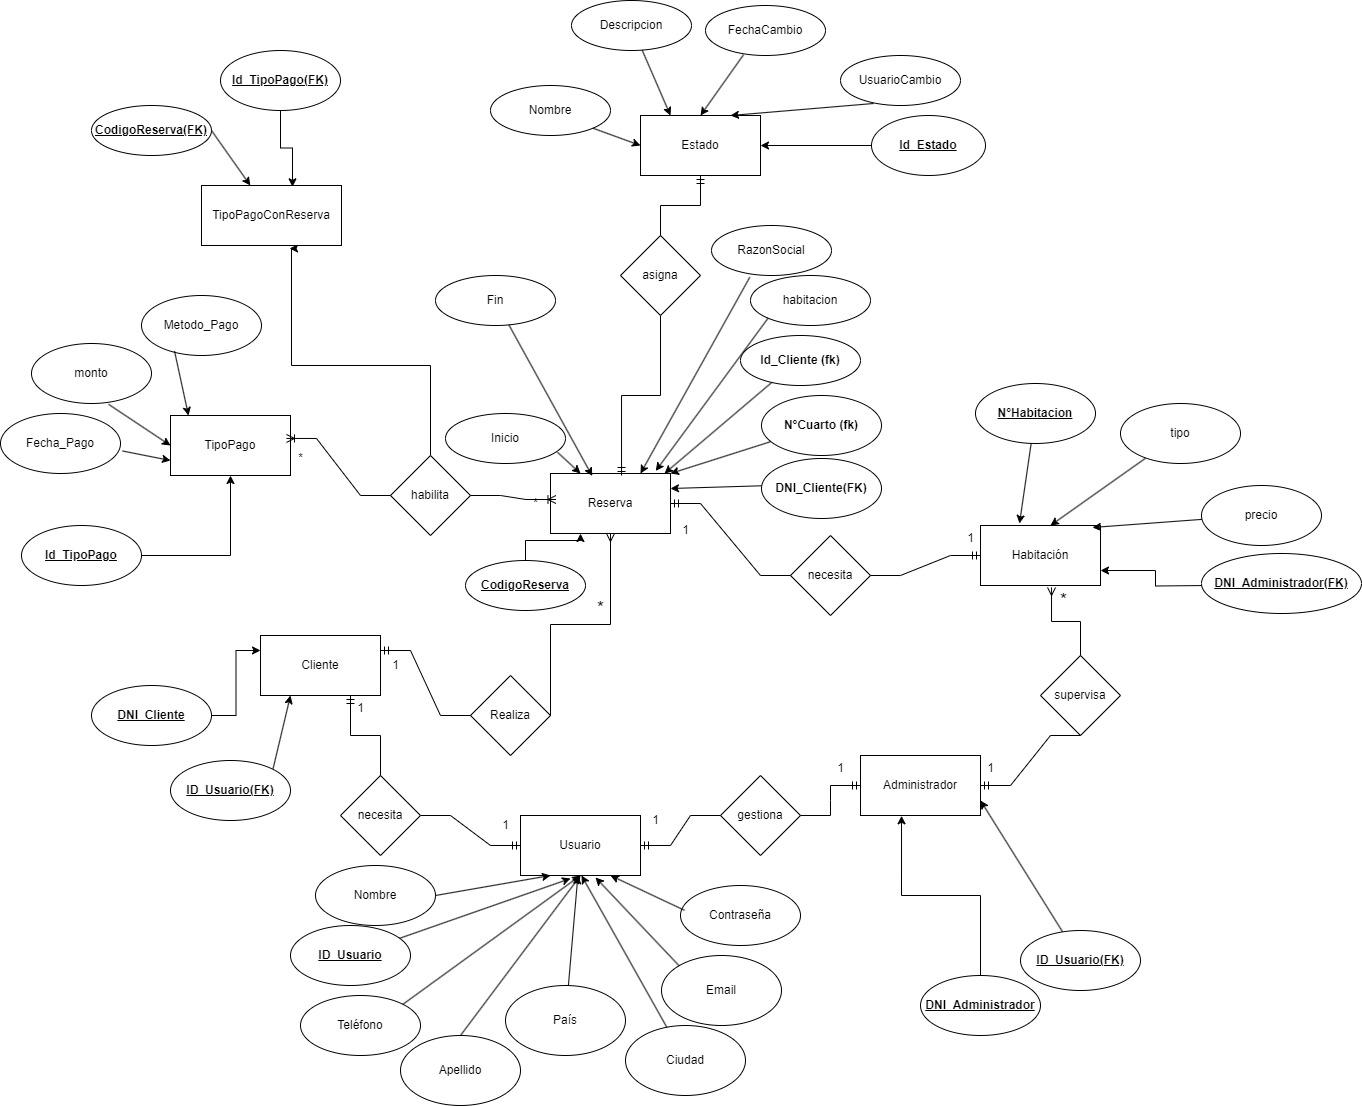 Descripcion
FechaCambio
Id_TipoPago(FK)
UsuarioCambio
Nombre
CodigoReserva(FK)
Estado
Id_Estado
TipoPagoConReserva
RazonSocial
asigna
Fin
habitacion
Metodo_Pago
Id_Cliente (fk)
monto
N°Habitacion
N°Cuarto (fk)
tipo
Fecha_Pago
TipoPago
Inicio
*
DNI_Cliente(FK)
habilita
*
Reserva
precio
1
1
Id_TipoPago
Habitación
necesita
CodigoReserva
DNI_Administrador(FK)
*
*
Cliente
1
supervisa
1
DNI_Cliente
Realiza
1
1
Administrador
ID_Usuario(FK)
necesita
1
1
gestiona
Usuario
Nombre
Contraseña
ID_Usuario
ID_Usuario(FK)
Email
DNI_Administrador
Teléfono
País
Ciudad
Apellido